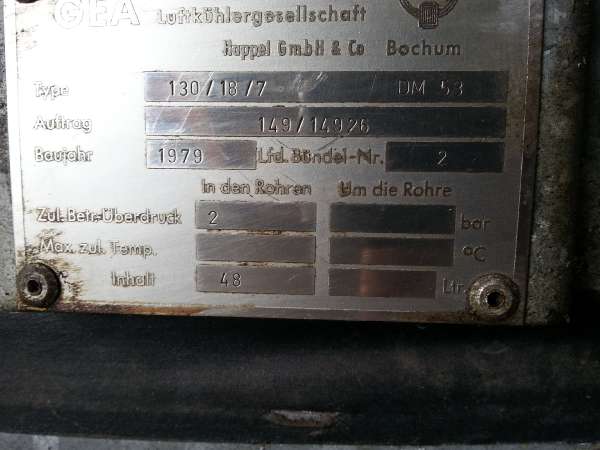 GEA Luftkühlergesellschaft
Happel GmbH & Co Bochum
Type 130/18/7 DM 53
Auftrag 149/14926
Baujahr 1979 Lfd. Bündel-Nr. 2
In den Rohren Um die Rohre
Zul. Betr.-Überdruck 2 bar
Max. zul. Temp. °C
Inhalt 48 Ltr.